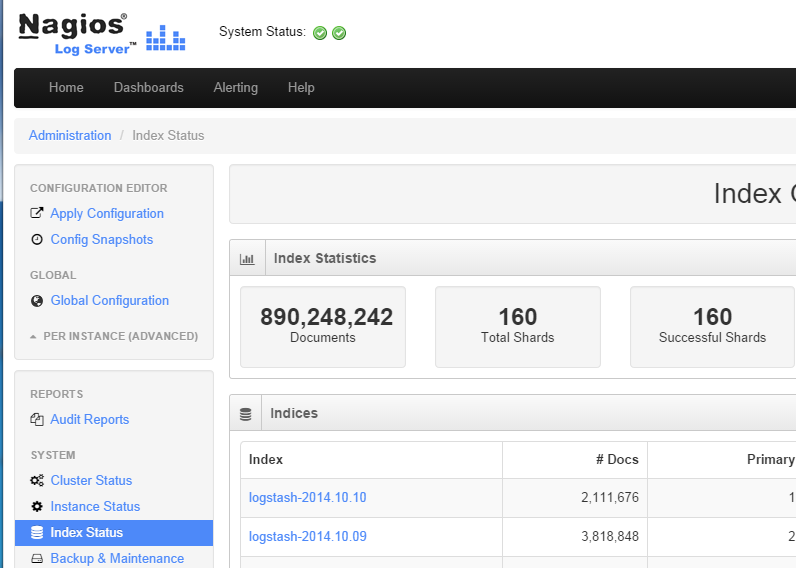 Nagios®
Log Server™
System Status:
Home Dashboards Alerting Help
Administration / Index Status
CONFIGURATION EDITOR
Apply Configuration
Config Snapshots
GLOBAL
Global Configuration
PER INSTANCE (ADVANCED)
REPORTS
Audit Reports
SYSTEM
Cluster Status
Instance Status
Index Status
Backup & Maintenance
Index
Index Statistics
890,248,242
Documents
160
Total Shards
160
Successful Shards
Indices
Index # Docs Primary
logstash-2014.10.10 2,111,676 1
logstash-2014.10.09 3,818,848 2